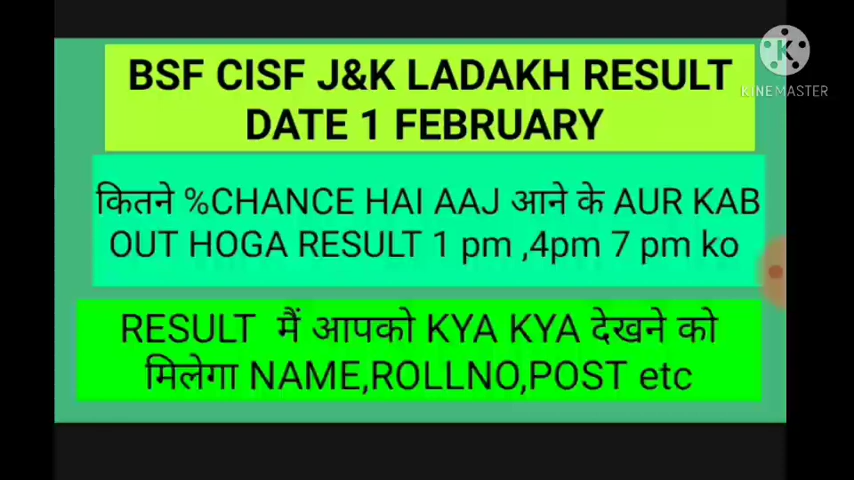 BSF CISF J&K LADAKH RESULT
DATE 1 FEBRUARY
कितने %CHANCE HAI AAJ आने के AUR KAB
OUT HOGA RESULT 1 pm ,4pm 7 pm ko
RESULT मैं आपको KYA KYA देखने को
मिलेगा NAME,ROLLNO,POST etc
K
KINEMASTER